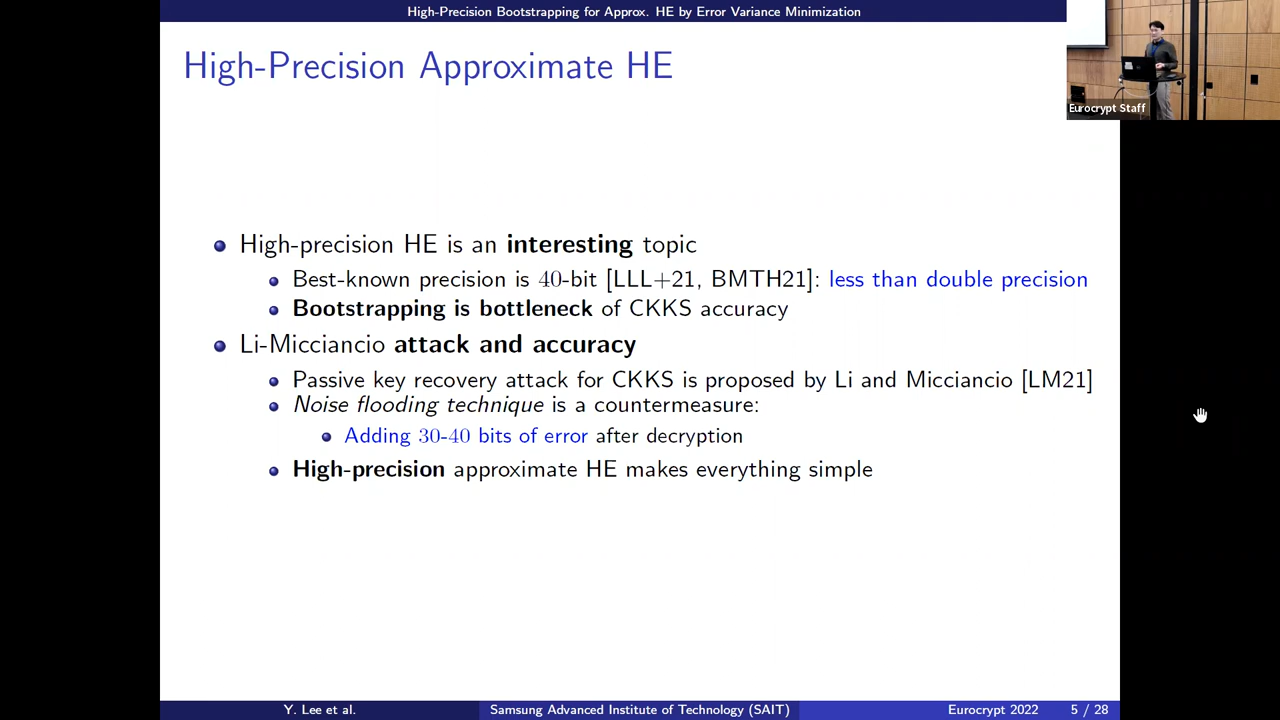 High-Precision Bootstrapping for Approx. HE by Error Variance Minimization
High-Precision Approximate HE
Eurocrypt Staff
High-precision HE is an interesting topic
Best-known precision is 40-bit [LLL+21, BMTH21]: less than double precision
Bootstrapping is bottleneck of CKKS accuracy
Li-Micciancio attack and accuracy
Passive key recovery attack for CKKS is proposed by Li and Micciancio [LM21]
Noise flooding technique is a countermeasure:
Adding 30-40 bits of error after decryption
High-precision approximate HE makes everything simple
Y. Lee et al.
Samsung Advanced Institute of Technology (SAIT)
Eurocrypt 2022
5 / 28